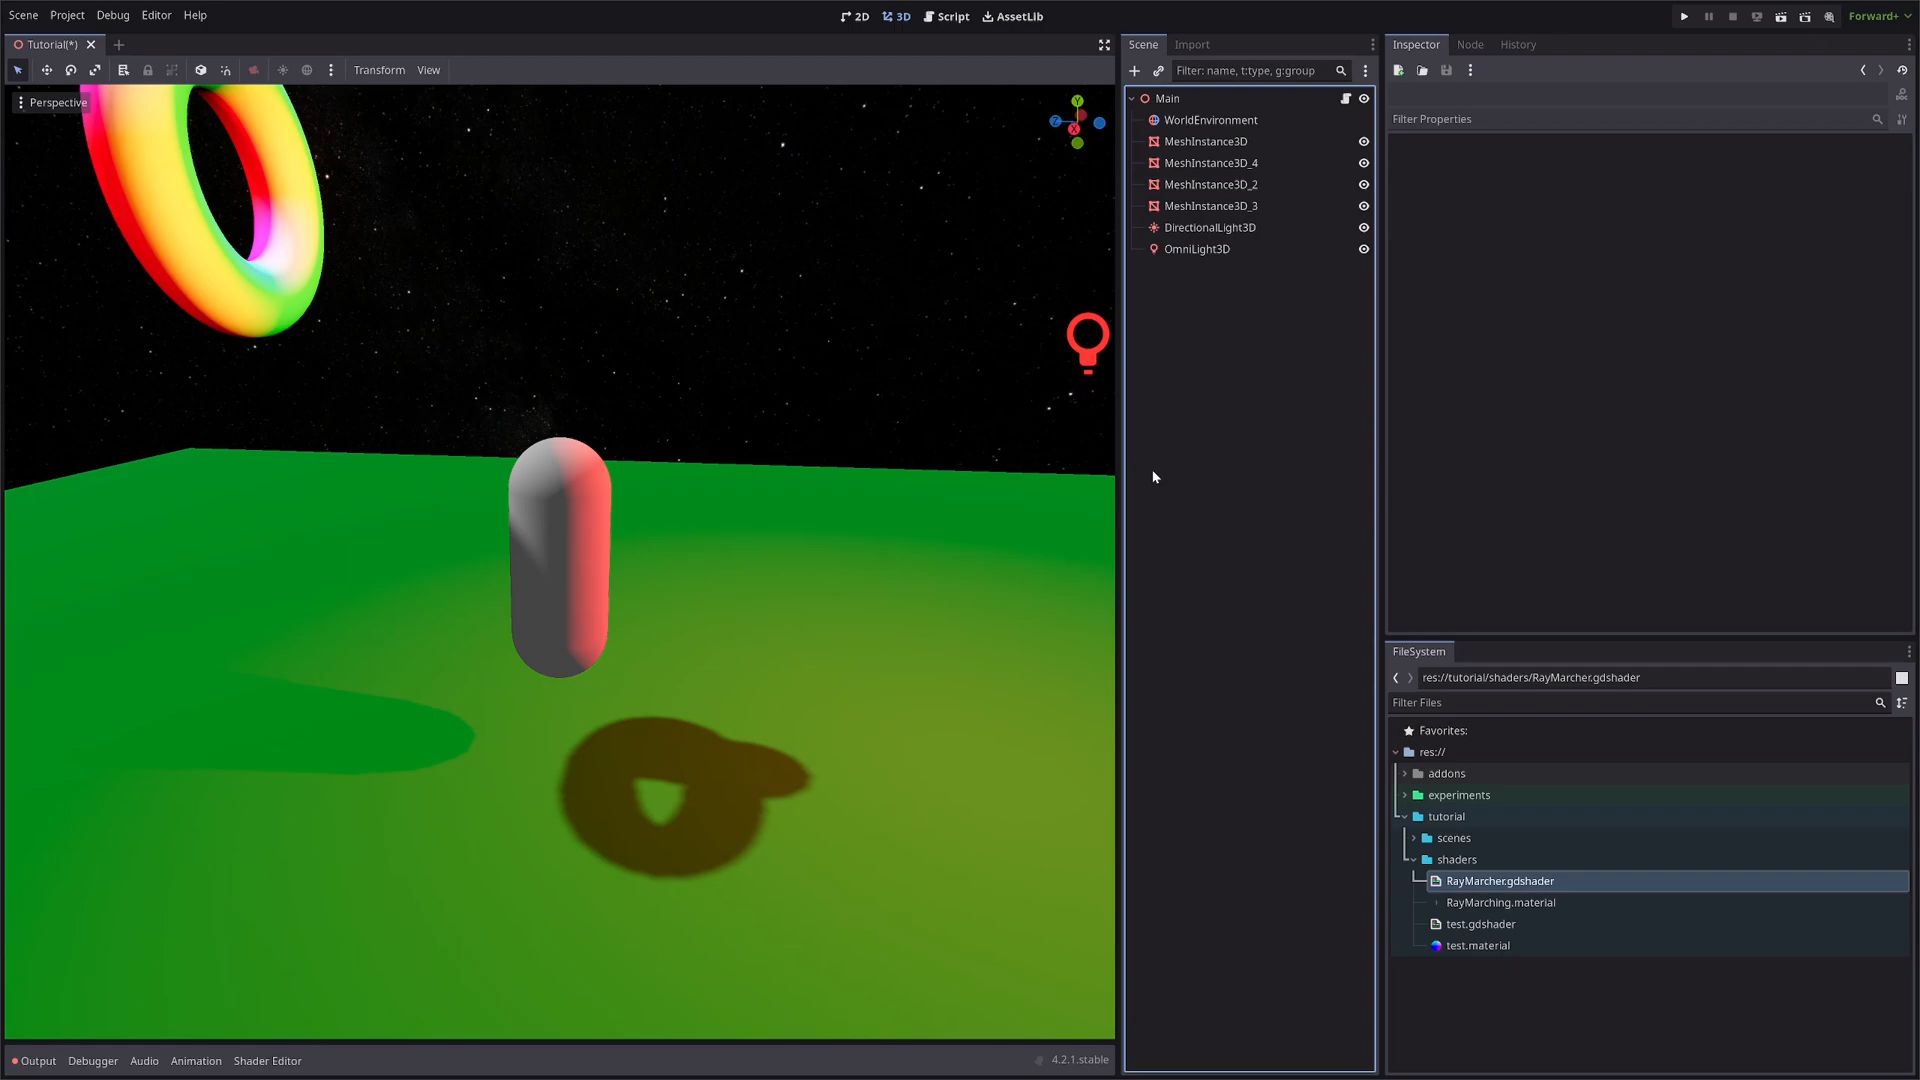 Scene Project Debug Editor Help
2D 3D Script AssetLib
Forward+
Tutorial(*)
Transform View
Perspective
Y
Z
X
Scene Import
Filter: name, t:type, g:group
Main
WorldEnvironment
MeshInstance3D
MeshInstance3D_4
MeshInstance3D_2
MeshInstance3D_3
DirectionalLight3D
OmniLight3D
Inspector Node History
Filter Properties
FileSystem
res://tutorial/shaders/RayMarcher.gdshader
Filter Files
Favorites:
res://
addons
experiments
tutorial
scenes
shaders
RayMarcher.gdshader
RayMarching.material
test.gdshader
test.material
Output Debugger Audio Animation Shader Editor
4.2.1.stable